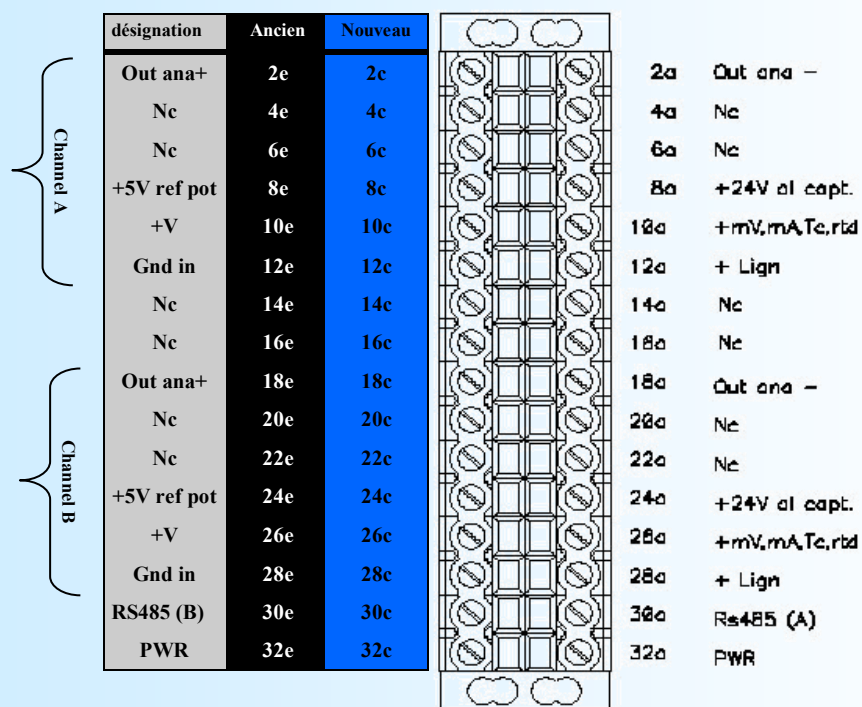 désignation Ancien Nouveau
Out ana+ 2e 2c 2a Out ana -
Nc 4e 4c 4a Nc
Nc 6e 6c 6a Nc
+5V ref pot 8e 8c 8a +24V al capt.
+V 10e 10c 10a +mV,mA,Tc,rtd
Gnd in 12e 12c 12a + Lign
Nc 14e 14c 14a Nc
Nc 16e 16c 16a Nc
Out ana+ 18e 18c 18a Out ana -
Nc 20e 20c 20a Nc
Nc 22e 22c 22a Nc
+5V ref pot 24e 24c 24a +24V al capt.
+V 26e 26c 26a +mV,mA,Tc,rtd
Gnd in 28e 28c 28a + Lign
RS485 (B) 30e 30c 30a Rs485 (A)
PWR 32e 32c 32a PWR
Channel A
Channel B